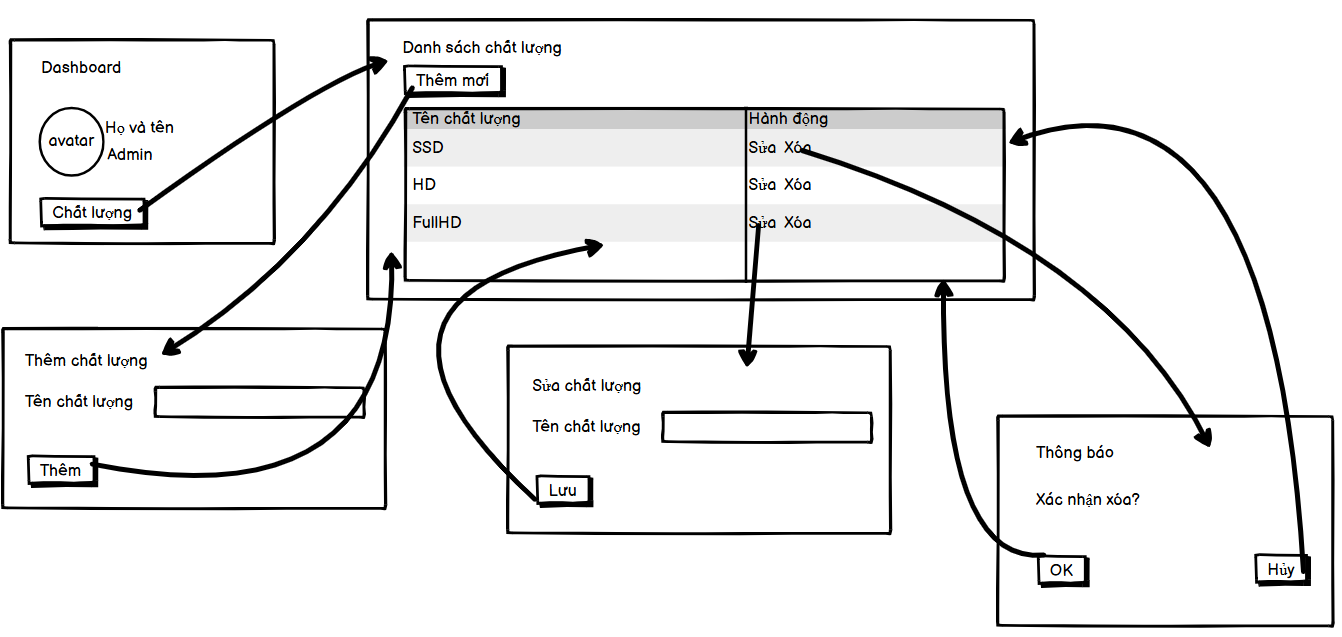 Dashboard
avatar
Họ và tên
Admin
Chất lượng
Danh sách chất lượng
Thêm mới
Tên chất lượng Hành động
SSD Sửa Xóa
HD Sửa Xóa
FullHD Sửa Xóa
Thêm chất lượng
Tên chất lượng
Thêm
Sửa chất lượng
Tên chất lượng
Lưu
Thông báo
Xác nhận xóa?
OK Hủy